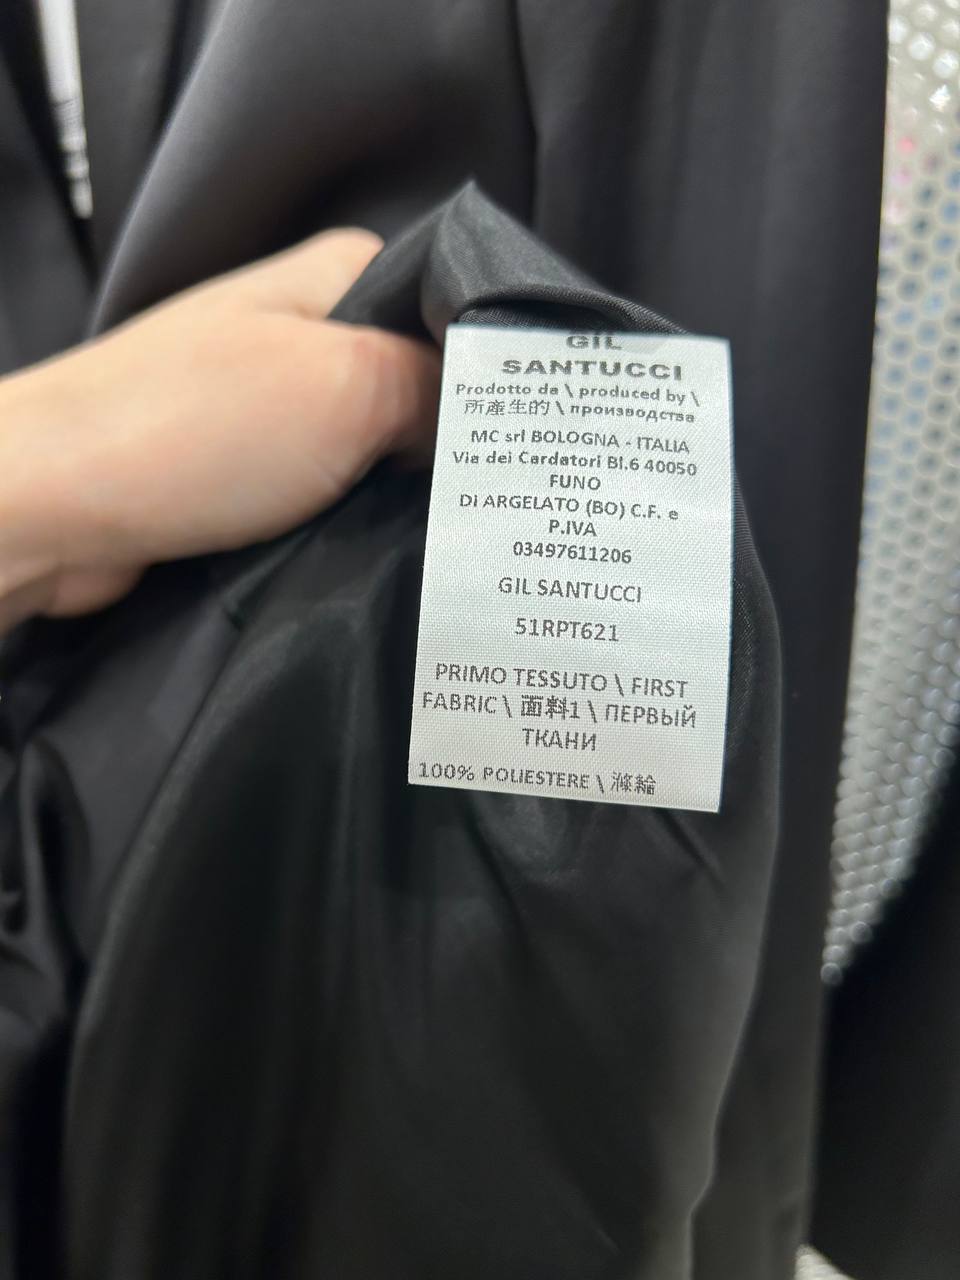 GIL
SANTUCCI
Prodotto da \ produced by \
所產生的 \ производства
MC srl BOLOGNA - ITALIA
Via dei Cardatori Bl.6 40050
FUNO
Di ARGELATO (BO) C.F. e
P.IVA
03497611206
GIL SANTUCCI
51RPT621
PRIMO TESSUTO \ FIRST
FABRIC \ 面料1 \ ПЕРВЫЙ
ТКАНИ
100% POLIESTERE \ 滌綸